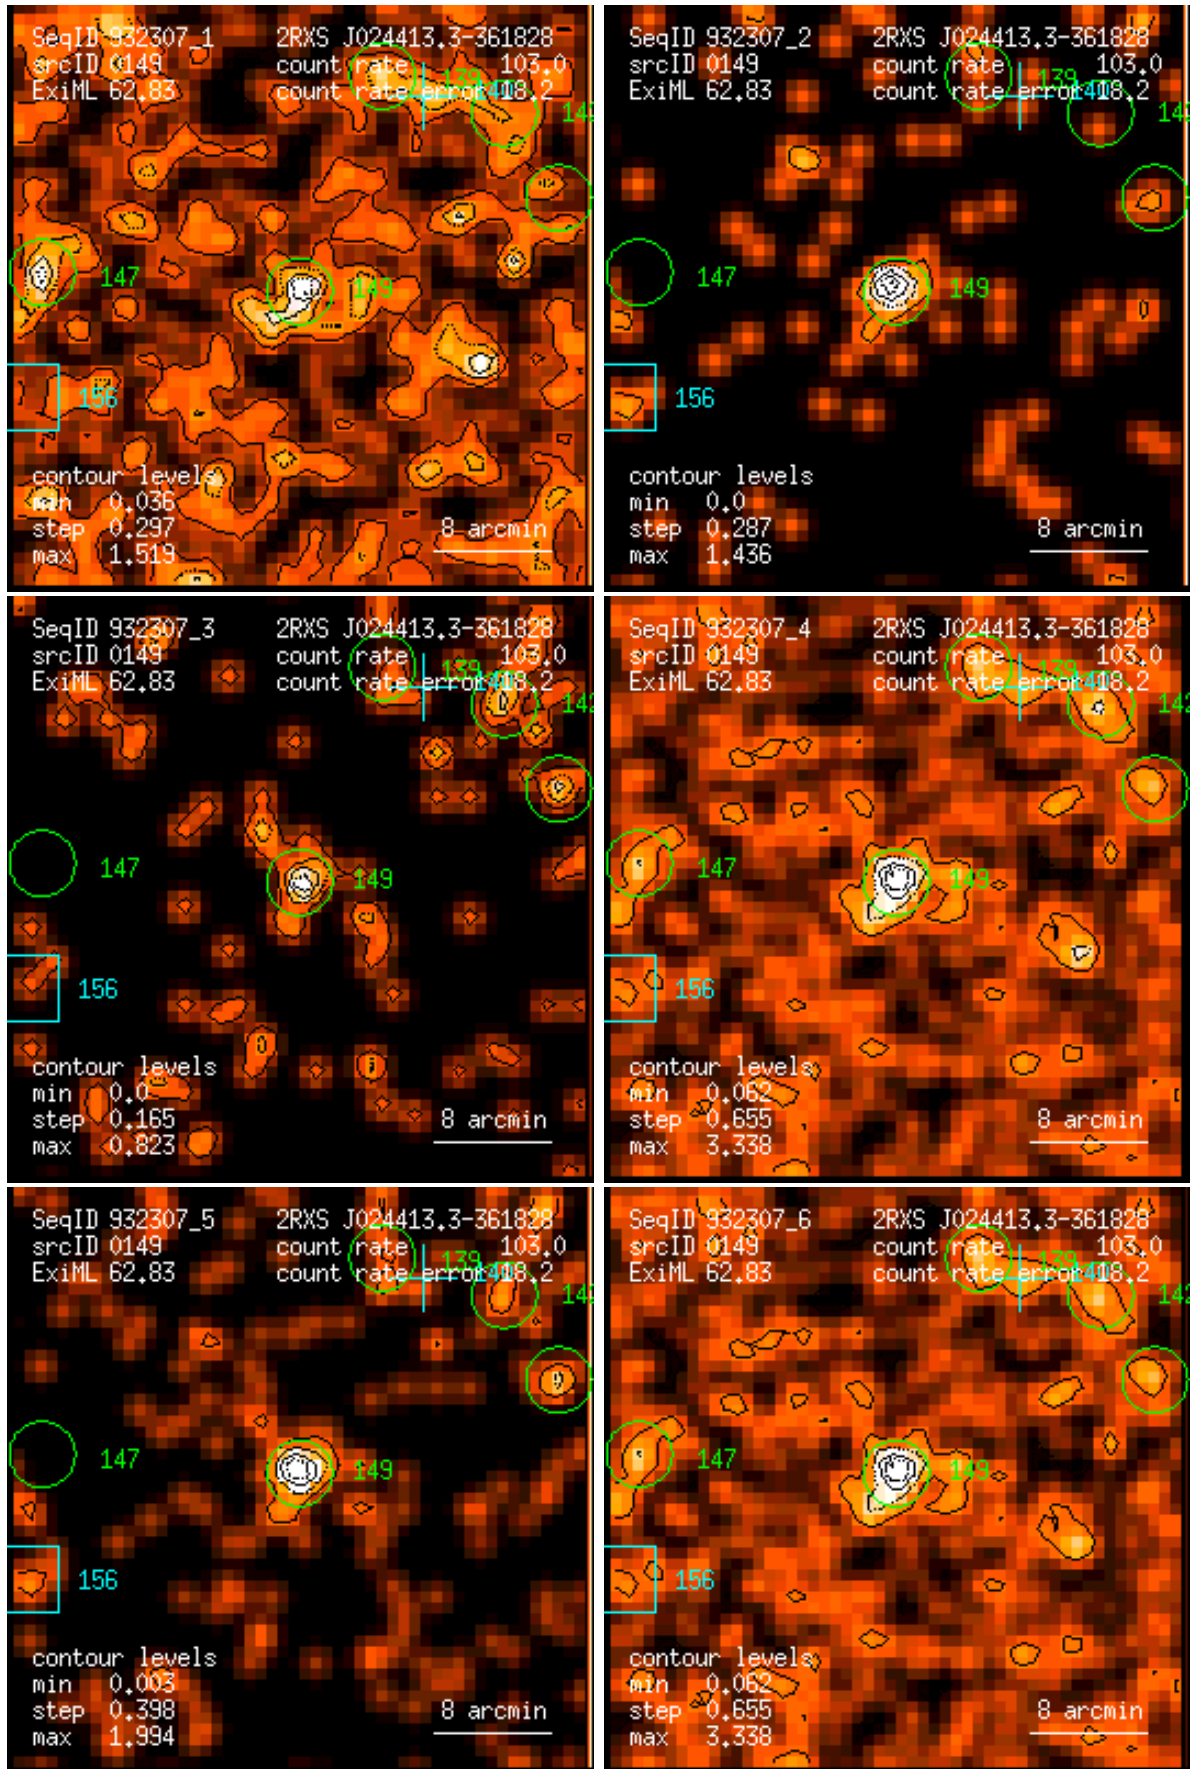 SeqID 932307_1 2RXS J024413.3-361828
srcID 0149 count rate 103.0
ExiML 62.83 count rate error 18.2
139
142
147
149
156
contour levels
min 0.036
step 0.297
max 1.519
8 arcmin
SeqID 932307_2 2RXS J024413.3-361828
srcID 0149 count rate 103.0
ExiML 62.83 count rate error 18.2
139
147
149
156
contour levels
min 0.0
step 0.287
max 1.436
8 arcmin
SeqID 932307_3 2RXS J024413.3-361828
srcID 0149 count rate 103.0
ExiML 62.83 count rate error 18.2
139
142
147
149
156
contour levels
min 0.0
step 0.165
max 0.823
8 arcmin
SeqID 932307_4 2RXS J024413.3-361828
srcID 0149 count rate 103.0
ExiML 62.83 count rate error 18.2
139
142
147
149
156
contour levels
min 0.062
step 0.655
max 3.338
8 arcmin
SeqID 932307_5 2RXS J024413.3-361828
srcID 0149 count rate 103.0
ExiML 62.83 count rate error 18.2
139
142
147
149
156
contour levels
min 0.003
step 0.398
max 1.994
8 arcmin
SeqID 932307_6 2RXS J024413.3-361828
srcID 0149 count rate 103.0
ExiML 62.83 count rate error 18.2
139
142
147
149
156
contour levels
min 0.062
step 0.655
max 3.338
8 arcmin